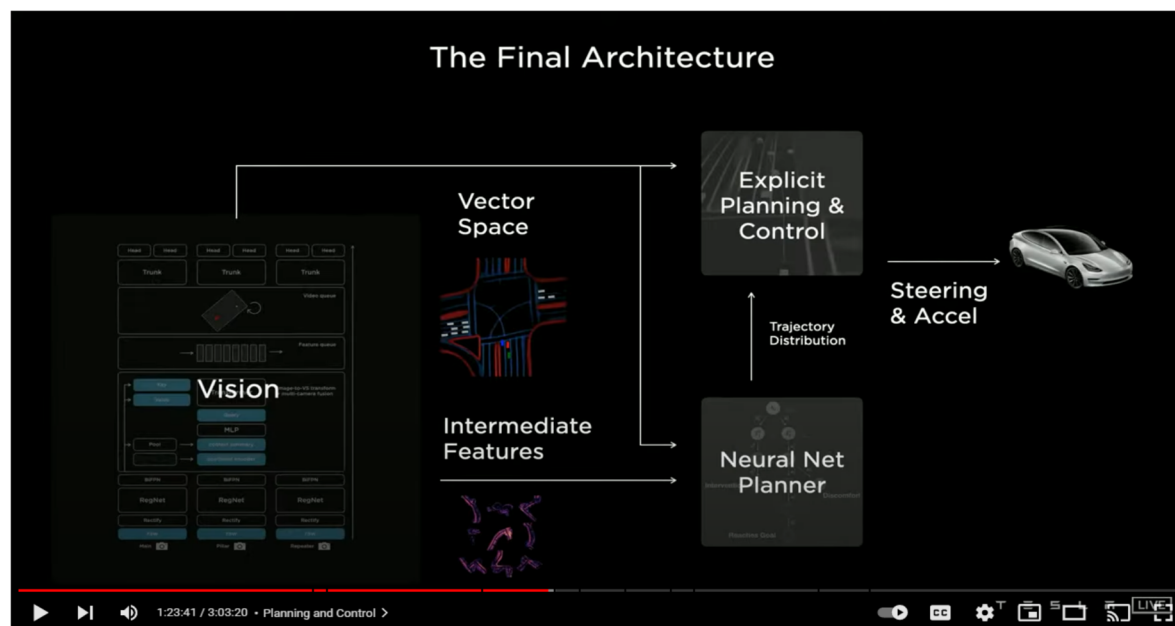 The Final Architecture
Head Head Head Head Head Head
Trunk Trunk Trunk
Video queue
Feature queue
Vision
MLP
BiFPN BiFPN BiFPN
RegNet RegNet RegNet
Rectify Rectify Rectify
Main Pillar Repeater
Vector
Space
Intermediate
Features
Explicit
Planning &
Control
Trajectory
Distribution
Neural Net
Planner
Steering
& Accel
1:23:41 / 3:03:20 • Planning and Control >
CC
T E S L A
LIVE